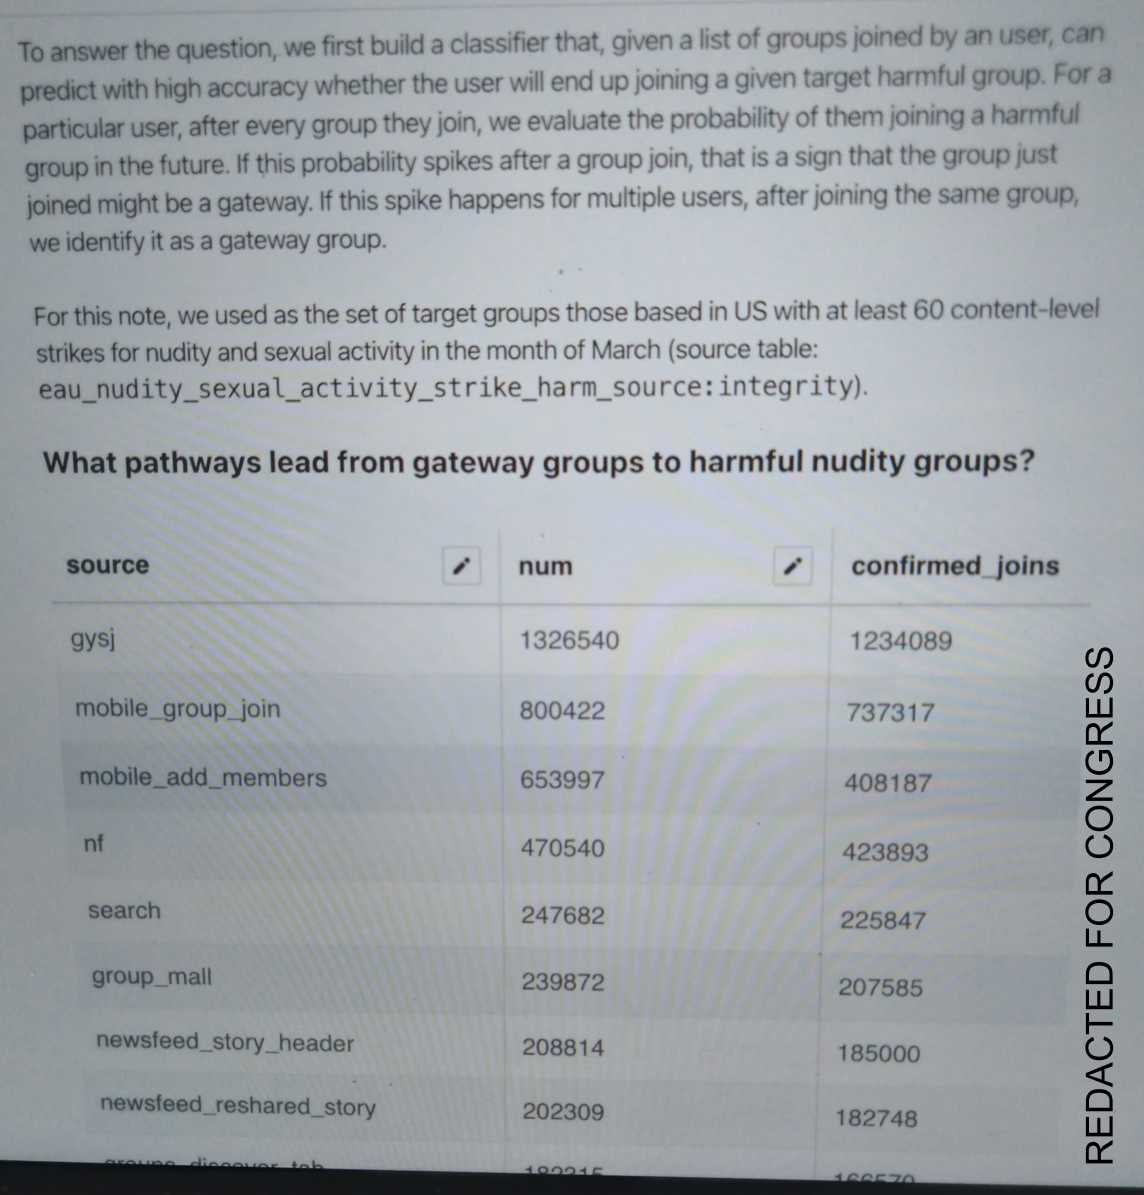 To answer the question, we first build a classifier that, given a list of groups joined by an user, can
predict with high accuracy whether the user will end up joining a given target harmful group. For a
particular user, after every group they join, we evaluate the probability of them joining a harmful
group in the future. If this probability spikes after a group join, that is a sign that the group just
joined might be a gateway. If this spike happens for multiple users, after joining the same group,
we identify it as a gateway group.
For this note, we used as the set of target groups those based in US with at least 60 content-level
strikes for nudity and sexual activity in the month of March (source table:
eau_nudity_sexual_activity_strike_harm_source:integrity).
What pathways lead from gateway groups to harmful nudity groups?
source num confirmed_joins
gysj 1326540 1234089
mobile_group_join 800422 737317
mobile_add_members 653997 408187
nf 470540 423893
search 247682 225847
group_mall 239872 207585
newsfeed_story_header 208814 185000
newsfeed_reshared_story 202309 182748
groups_discover_tab
REDACTED FOR CONGRESS